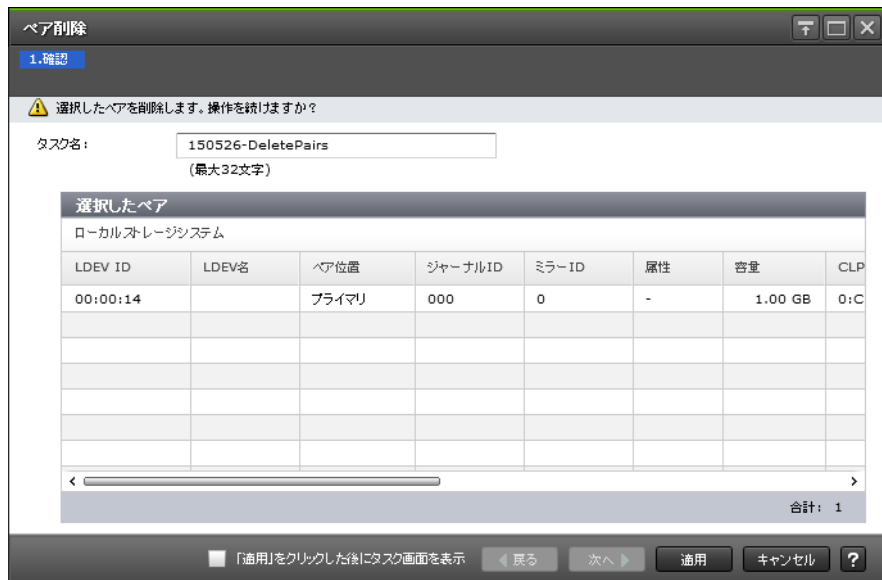 ペア削除
1.確認
選択したペアを削除します。操作を続けますか？
タスク名: 150526-DeletePairs
(最大32文字)
選択したペア
ローカルストレージシステム
LDEV ID LDEV名 ペア位置 ジャーナルID ミラーID 属性 容量 CLP
00:00:14 プライマリ 000 0 - 1.00 GB 0:C
合計: 1
「適用」をクリックした後にタスク画面を表示 戻る 次へ 適用 キャンセル ?